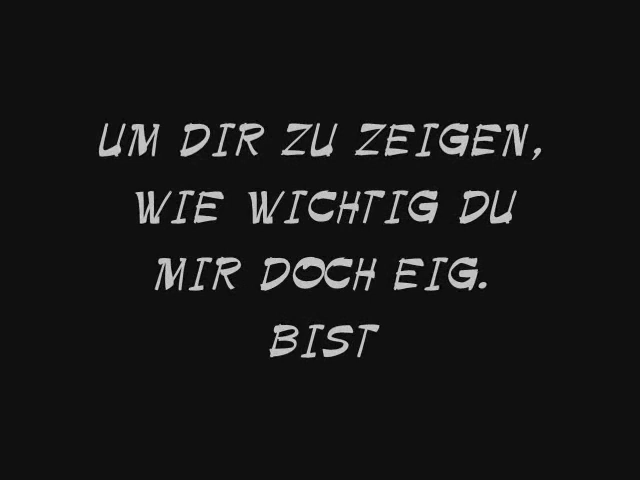 UM DIR ZU ZEIGEN,
WIE WICHTIG DU
MIR DOCH EIG.
BIST